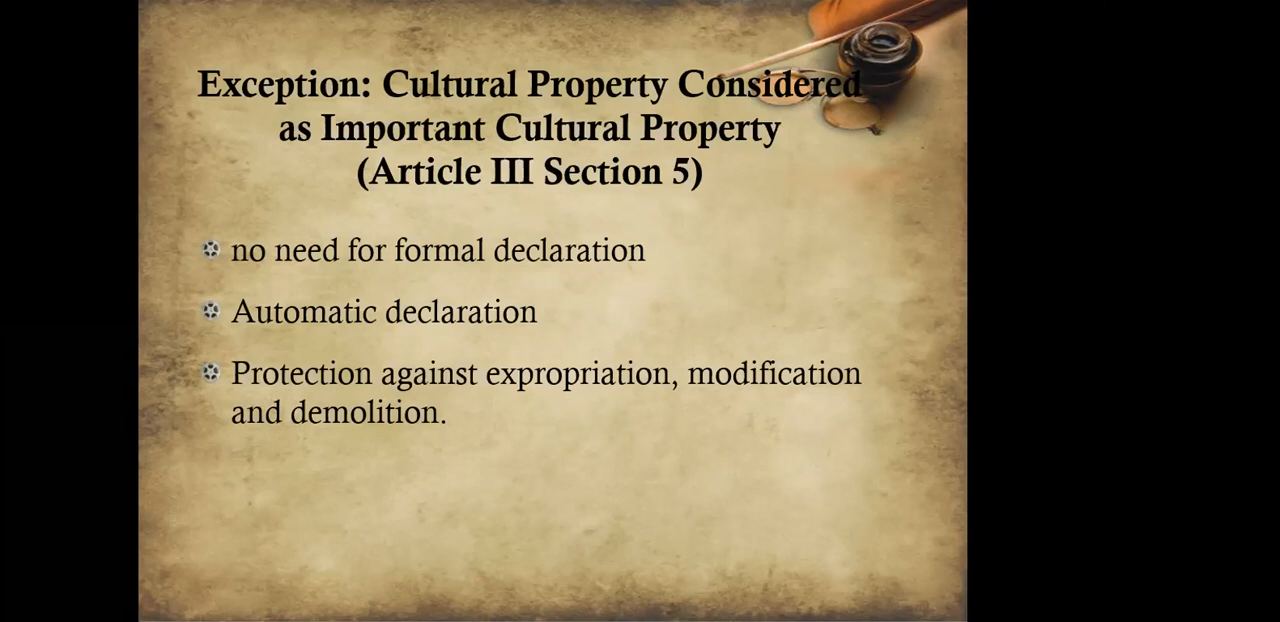 Exception: Cultural Property Considered
as Important Cultural Property
(Article III Section 5)
no need for formal declaration
Automatic declaration
Protection against expropriation, modification
and demolition.